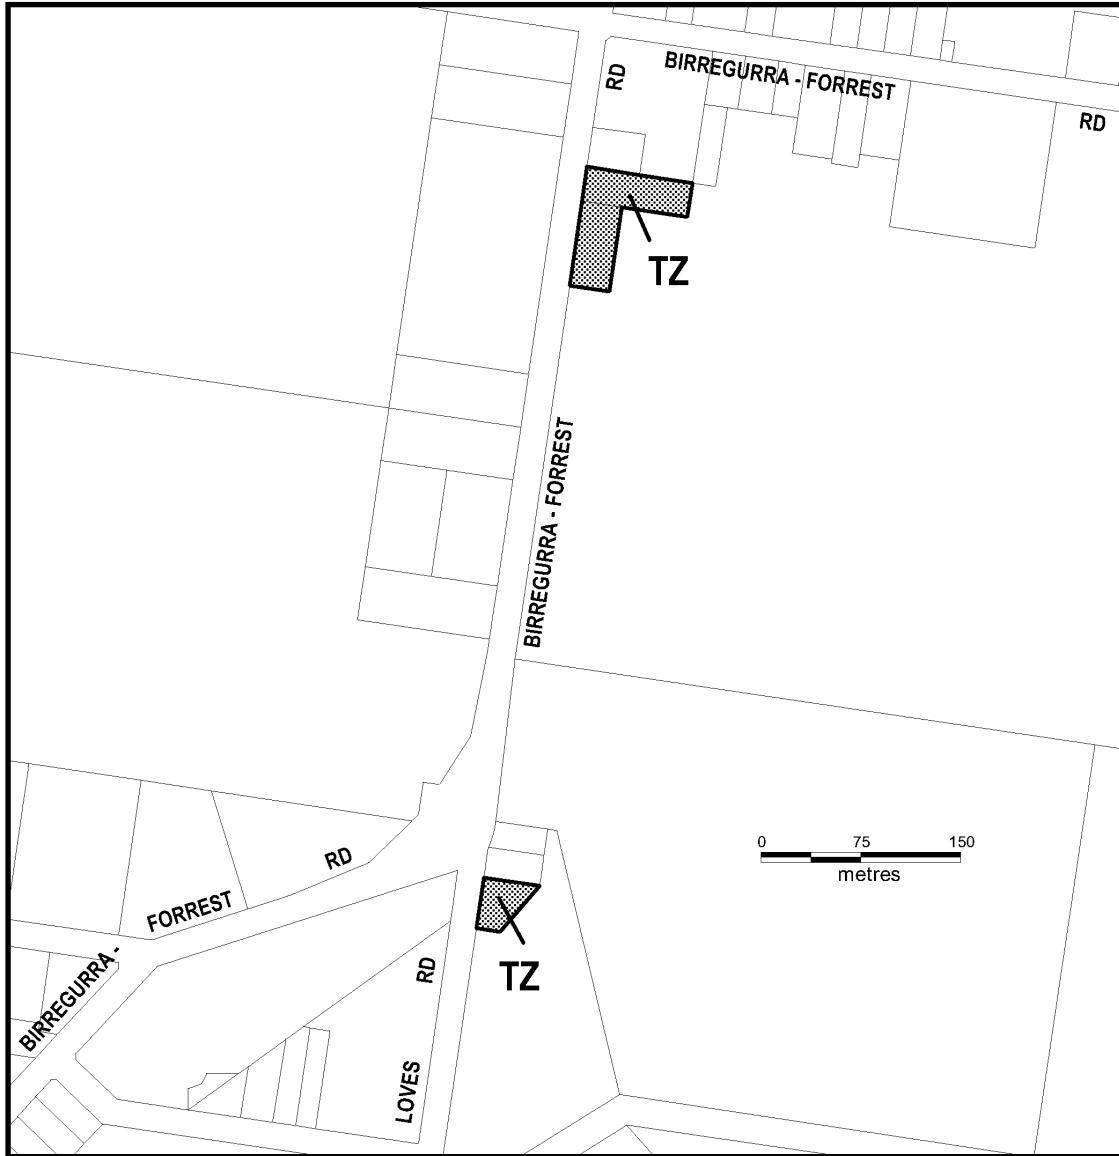 BIRREGURRA - FORREST
RD
RD
TZ
BIRREGURRA - FORREST
0 75 150
metres
RD
FORREST
BIRREGURRA -
TZ
RD
LOVES